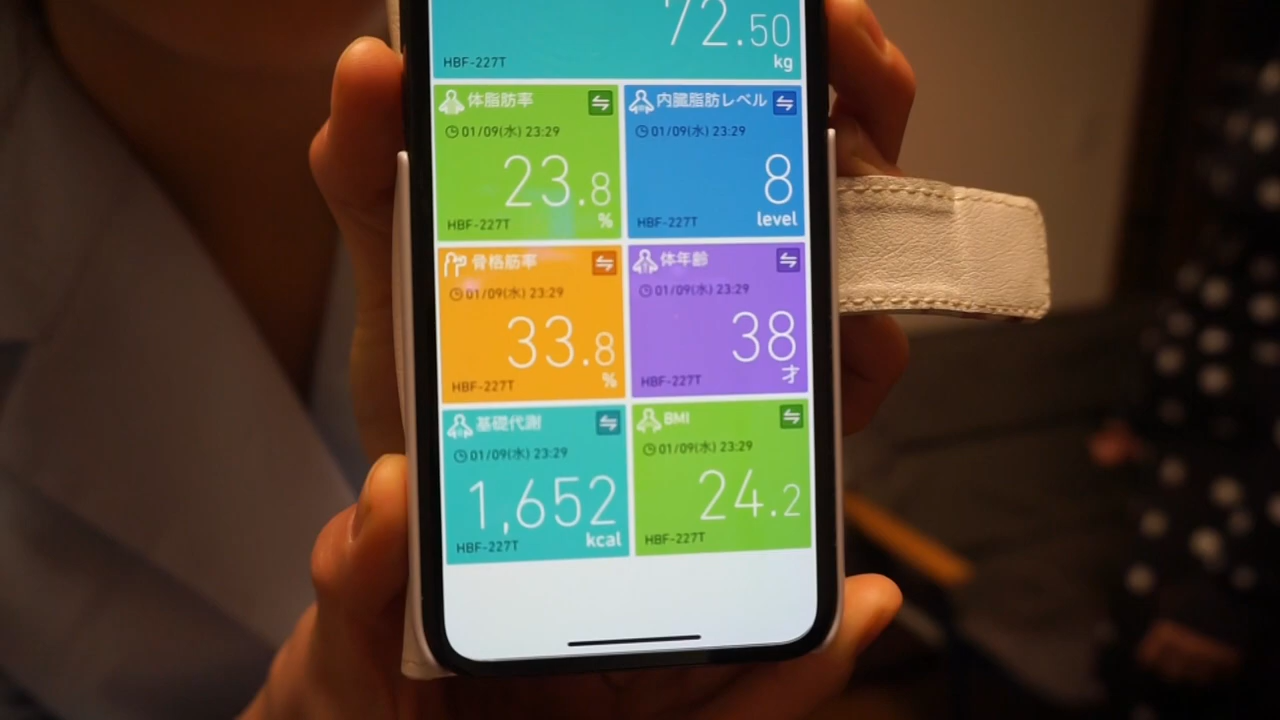 72.50
kg
HBF-227T
体脂肪率
01/09(水) 23:29
23.8
%
HBF-227T
内臓脂肪レベル
01/09(水) 23:29
8
level
HBF-227T
骨格筋率
01/09(水) 23:29
33.8
%
HBF-227T
体年齢
01/09(水) 23:29
38
才
HBF-227T
基礎代謝
01/09(水) 23:29
1,652
kcal
HBF-227T
BMI
01/09(水) 23:29
24.2
HBF-227T